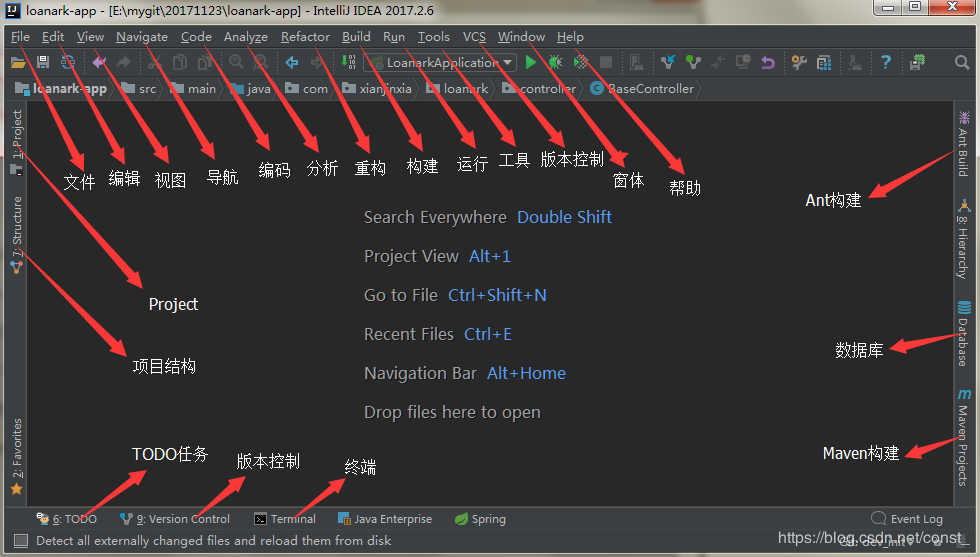 loanark-app - [E:\mygit\20171123\loanark-app] - IntelliJ IDEA 2017.2.6
File Edit View Navigate Code Analyze Refactor Build Run Tools VCS Window Help
LoanarkApplication
loanark-app src main java com xianjinxia loanark controller BaseController
1: Project
7: Structure
2: Favorites
文件 编辑 视图 导航 编码 分析 重构 构建 运行 工具 版本控制 窗体 帮助
Search Everywhere Double Shift
Project View Alt+1
Go to File Ctrl+Shift+N
Recent Files Ctrl+E
Navigation Bar Alt+Home
Drop files here to open
Project
项目结构
TODO任务
版本控制
终端
Ant构建
数据库
Maven构建
Ant Build
8: Hierarchy
Database
Maven Projects
6: TODO 9: Version Control Terminal Java Enterprise Spring Event Log
Detect all externally changed files and reload them from disk
Git: dev_init
https://blog.csdn.net/const_